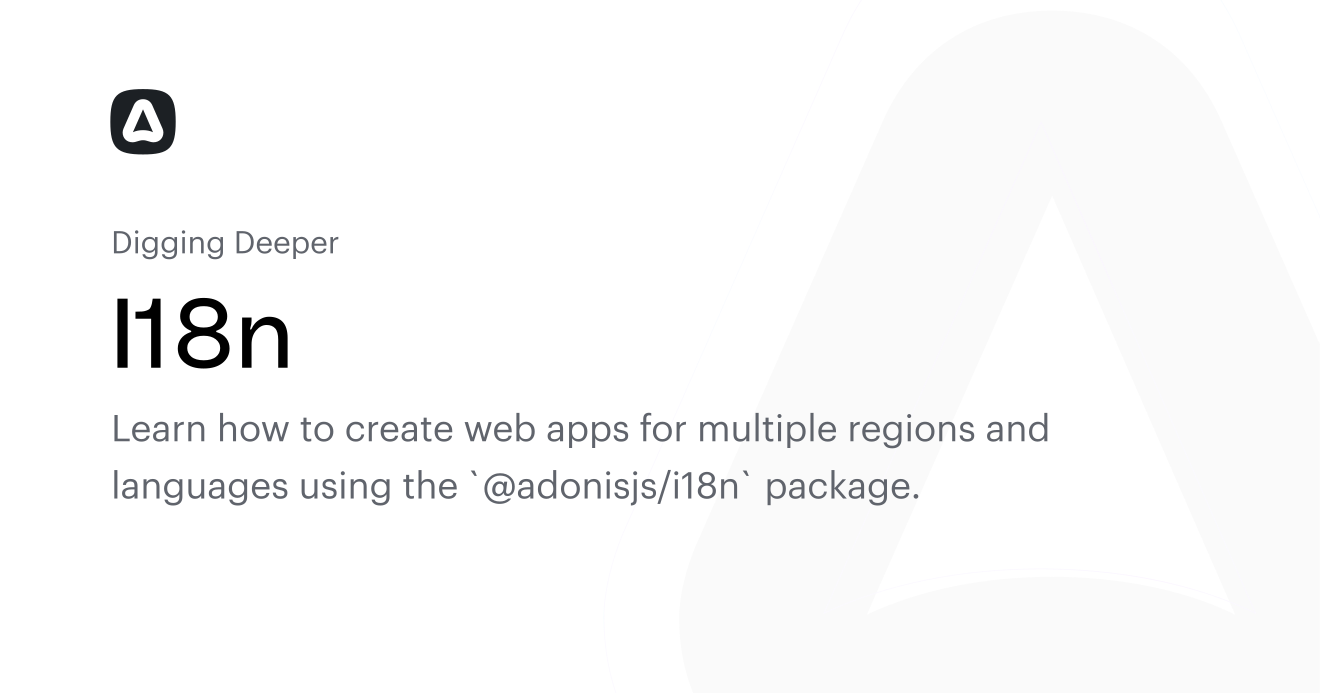 Digging Deeper
I18n
Learn how to create web apps for multiple regions and
languages using the `@adonisjs/i18n` package.